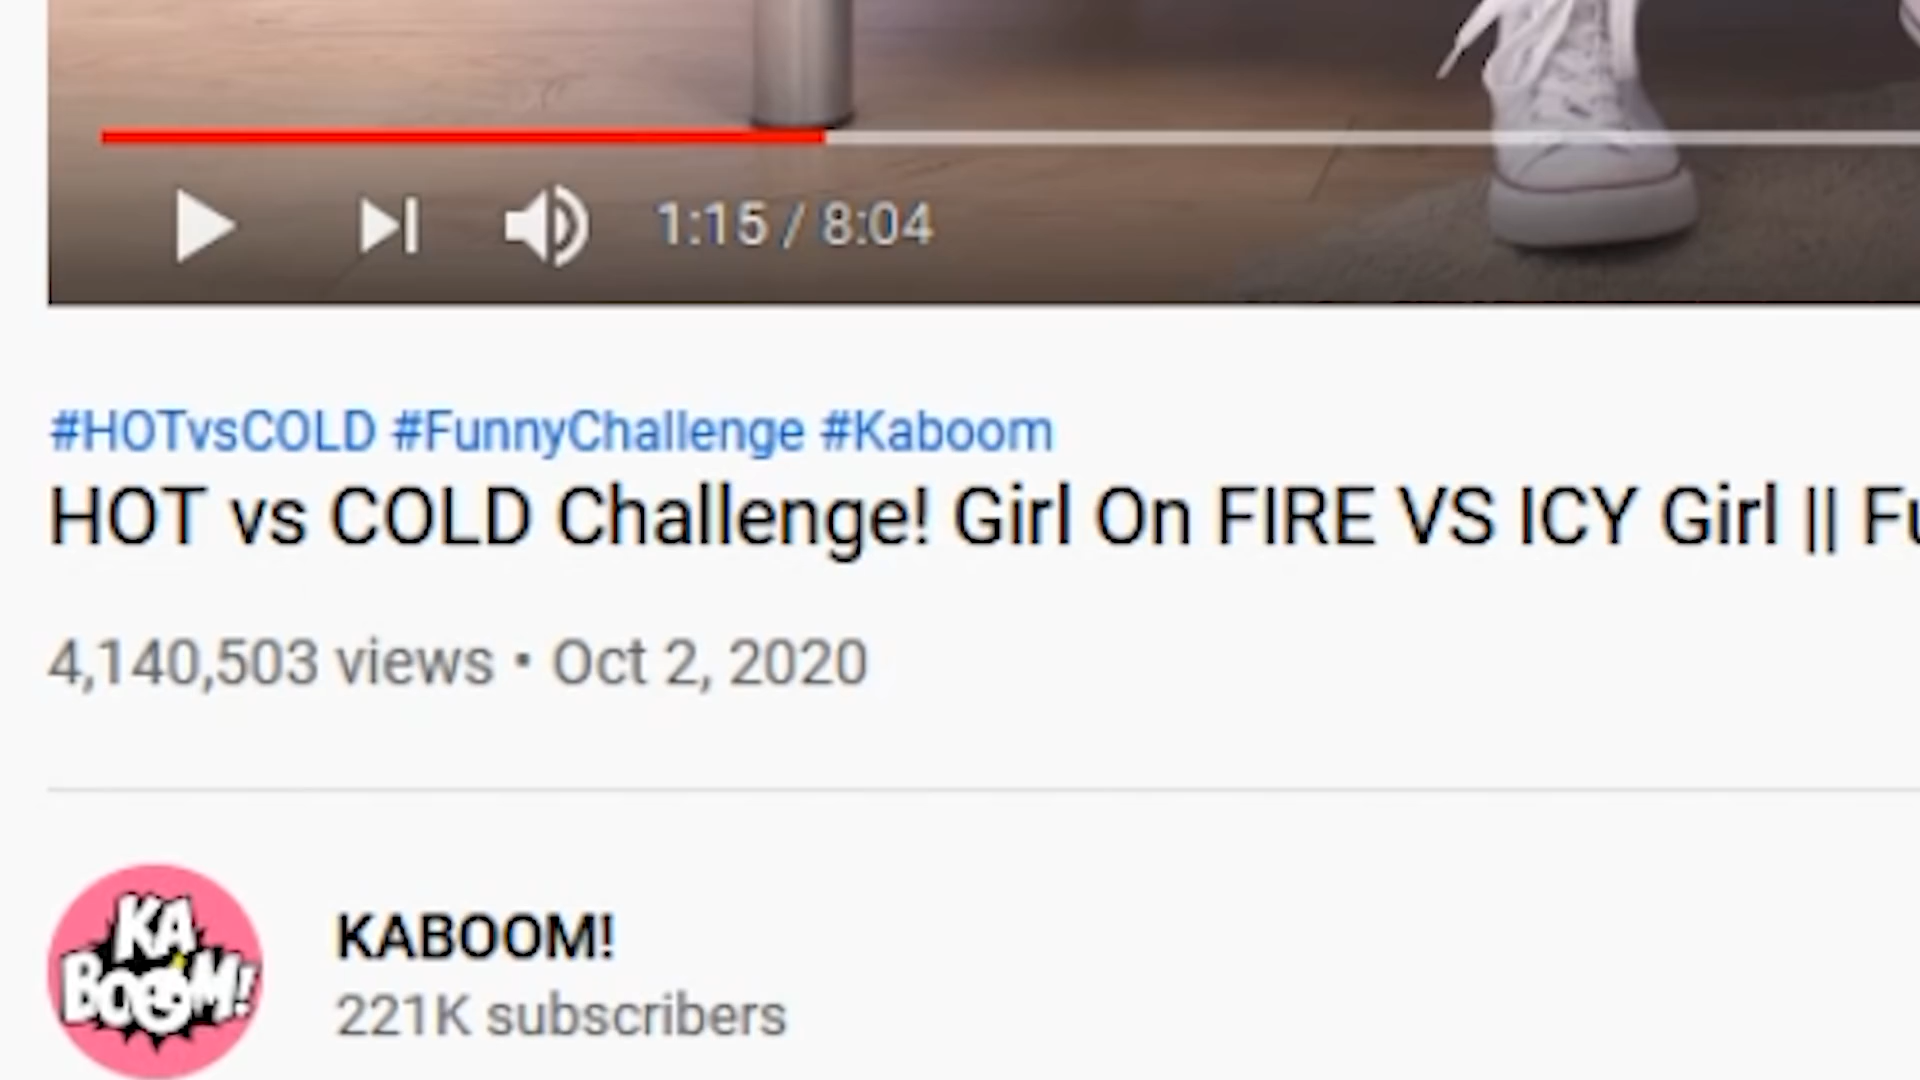 1:15 / 8:04
#HOTvsCOLD #FunnyChallenge #Kaboom
HOT vs COLD Challenge! Girl On FIRE VS ICY Girl || Fu
4,140,503 views • Oct 2, 2020
KA
BOOM!
KABOOM!
221K subscribers